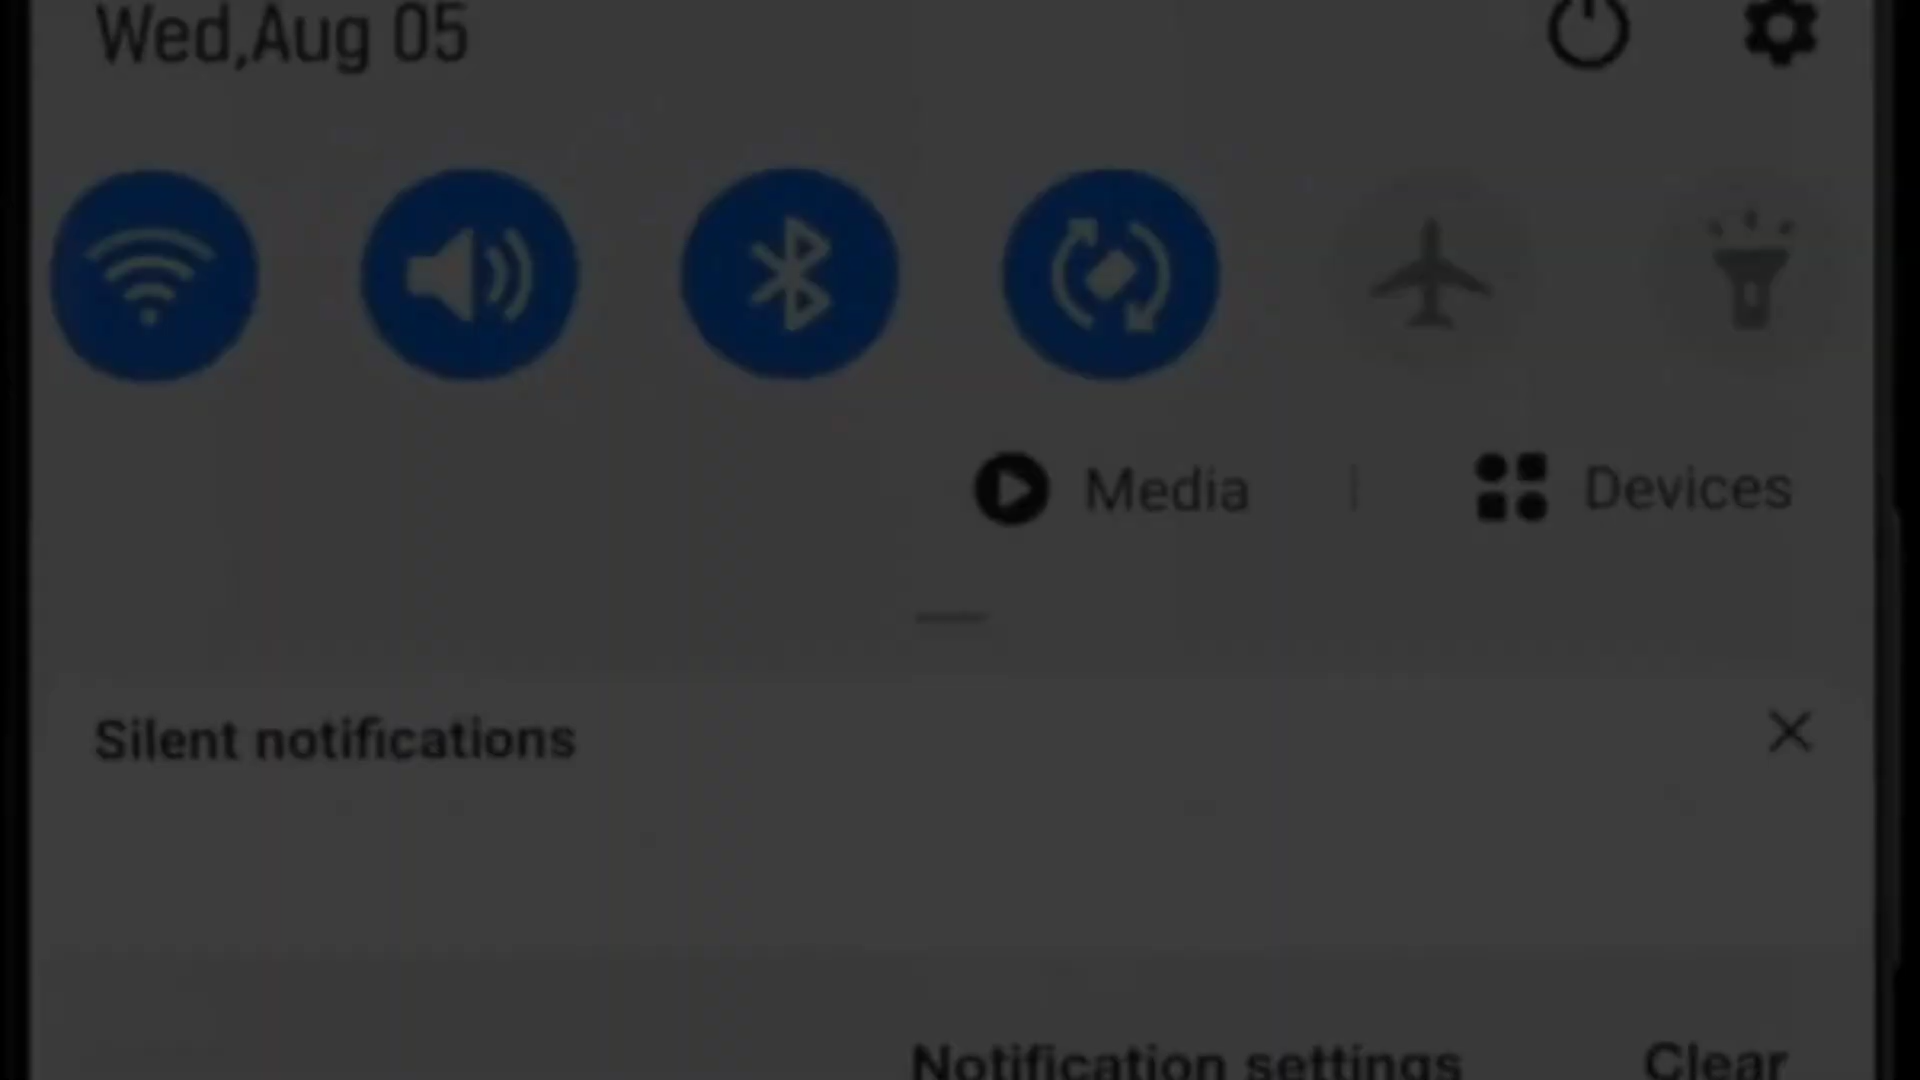 Wed,Aug 05
Media
Devices
Silent notifications
Notification settings
Clear